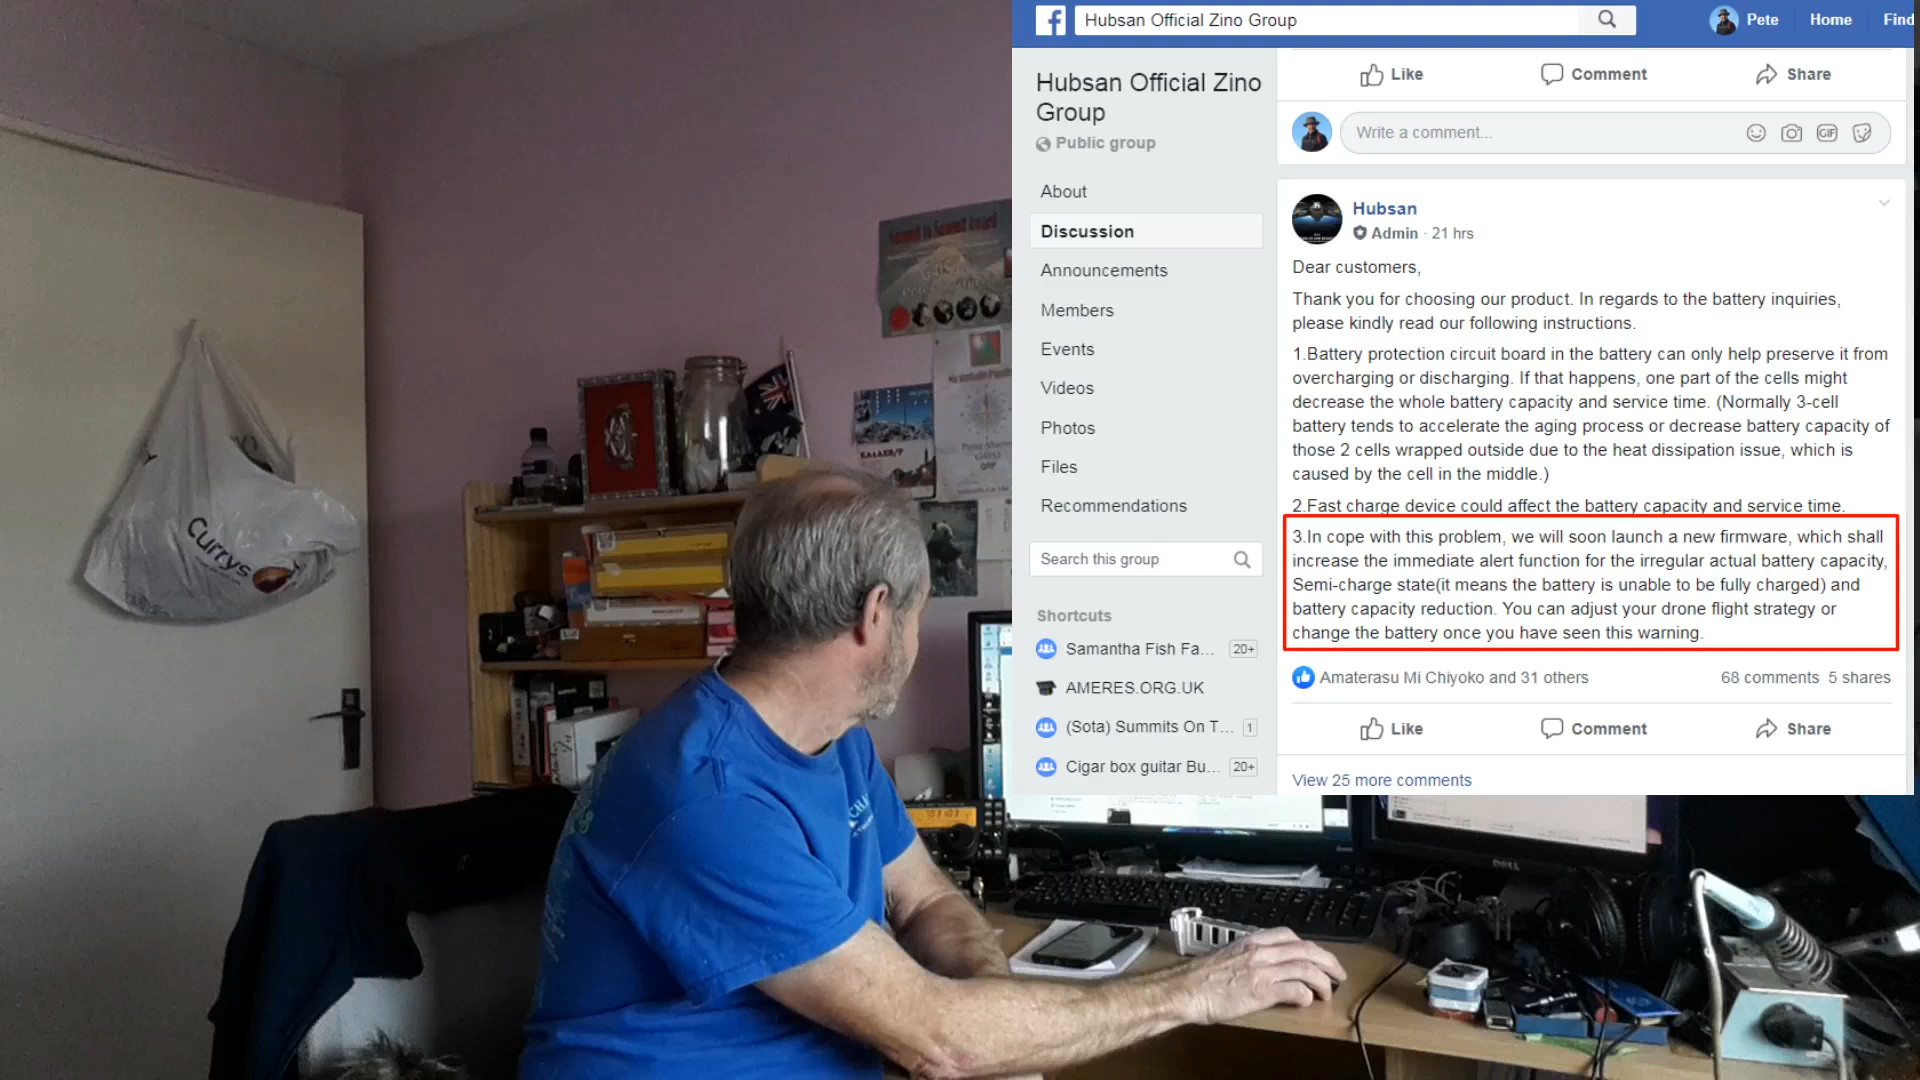 Hubsan Official Zino Group
Pete
Home
Find
Hubsan Official Zino
Group
Public group
About
Discussion
Announcements
Members
Events
Videos
Photos
Files
Recommendations
Search this group
Shortcuts
Samantha Fish Fa... 20+
AMERES.ORG.UK
(Sota) Summits On T... 1
Cigar box guitar Bu... 20+
Like Comment Share
Write a comment...
GIF
Hubsan
Admin · 21 hrs
Dear customers,
Thank you for choosing our product. In regards to the battery inquiries,
please kindly read our following instructions.
1.Battery protection circuit board in the battery can only help preserve it from
overcharging or discharging. If that happens, one part of the cells might
decrease the whole battery capacity and service time. (Normally 3-cell
battery tends to accelerate the aging process or decrease battery capacity of
those 2 cells wrapped outside due to the heat dissipation issue, which is
caused by the cell in the middle.)
2.Fast charge device could affect the battery capacity and service time.
3.In cope with this problem, we will soon launch a new firmware, which shall
increase the immediate alert function for the irregular actual battery capacity,
Semi-charge state(it means the battery is unable to be fully charged) and
battery capacity reduction. You can adjust your drone flight strategy or
change the battery once you have seen this warning.
Amaterasu Mi Chiyoko and 31 others
68 comments 5 shares
Like Comment Share
View 25 more comments
Currys
DELL